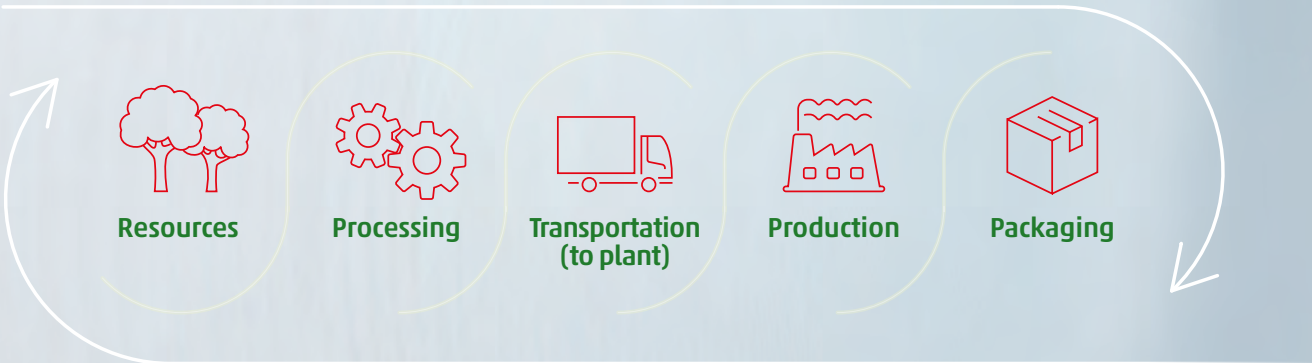 Resources
Processing
Transportation
(to plant)
Production
Packaging